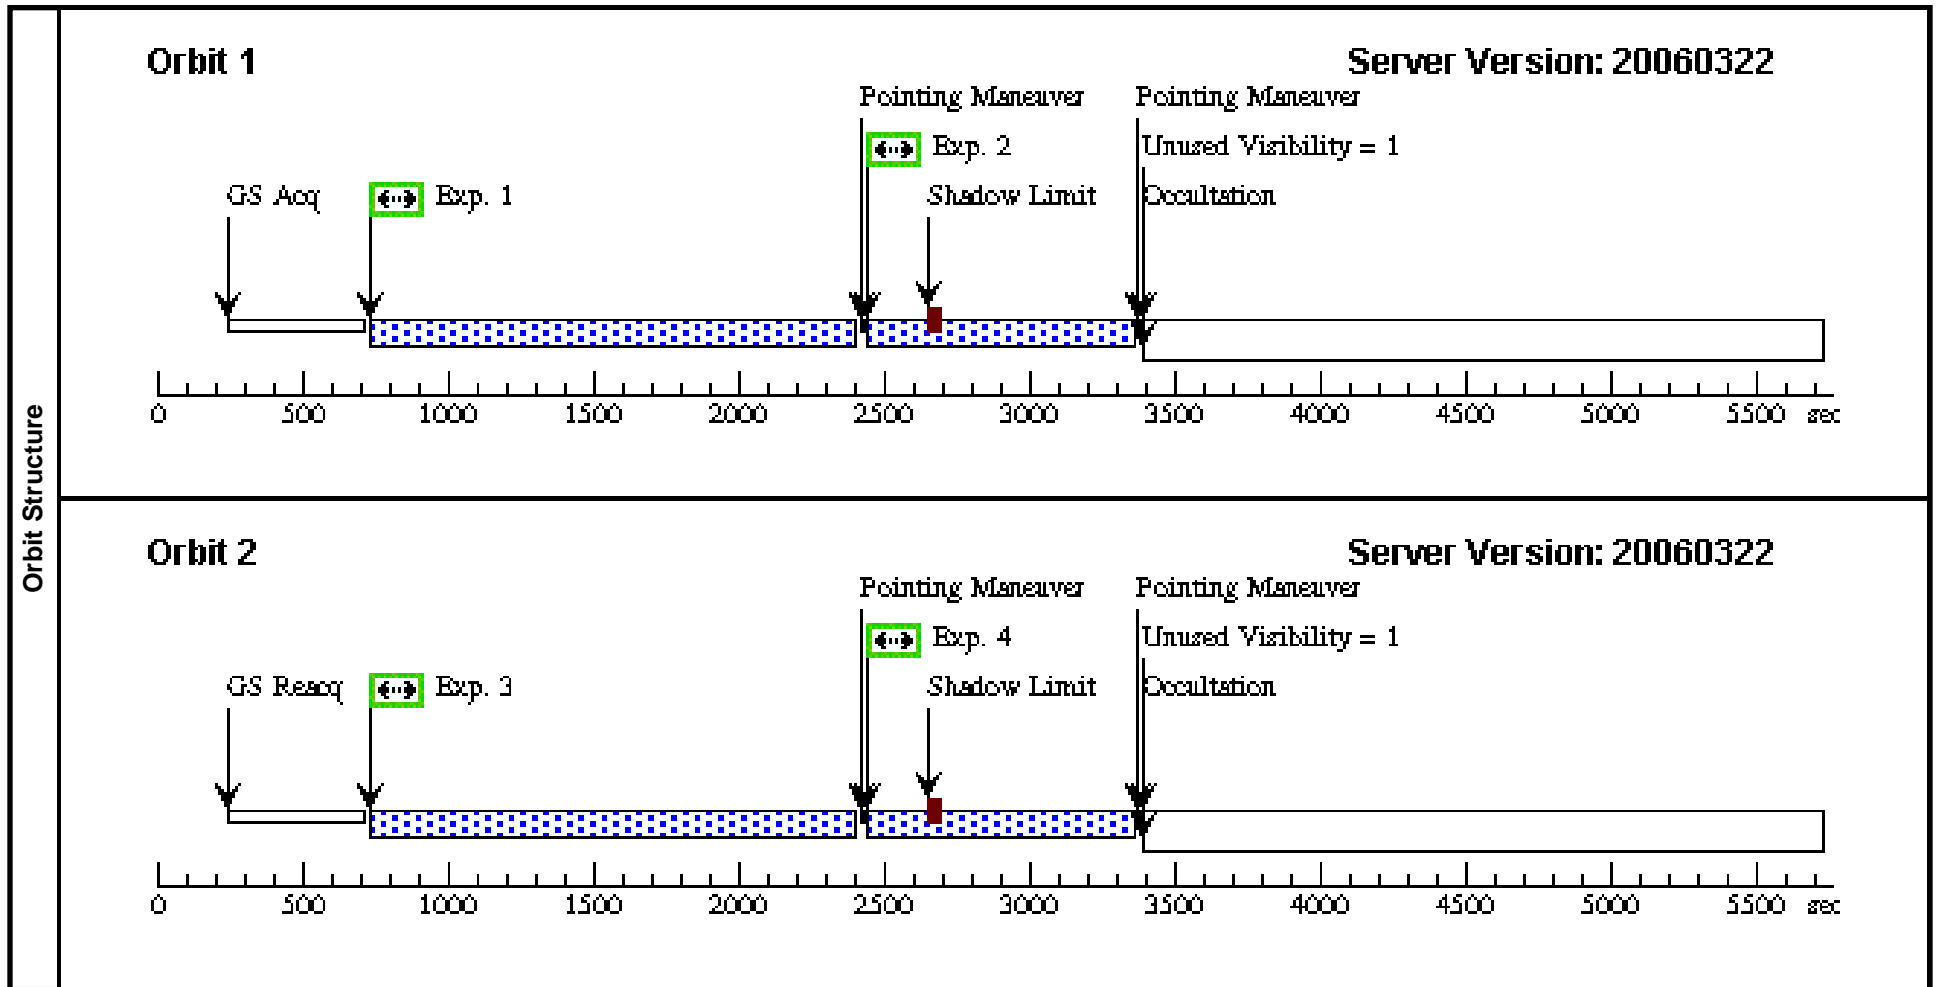 Orbit Structure
Orbit 1
Server Version: 20060322
Pointing Maneuver
Pointing Maneuver
Exp. 2
Unused Visibility = 1
GS Acq
Exp. 1
Shadow Limit
Occultation
0 500 1000 1500 2000 2500 3000 3500 4000 4500 5000 5500 sec
Orbit 2
Server Version: 20060322
Pointing Maneuver
Pointing Maneuver
Exp. 4
Unused Visibility = 1
GS Reacq
Exp. 3
Shadow Limit
Occultation
0 500 1000 1500 2000 2500 3000 3500 4000 4500 5000 5500 sec